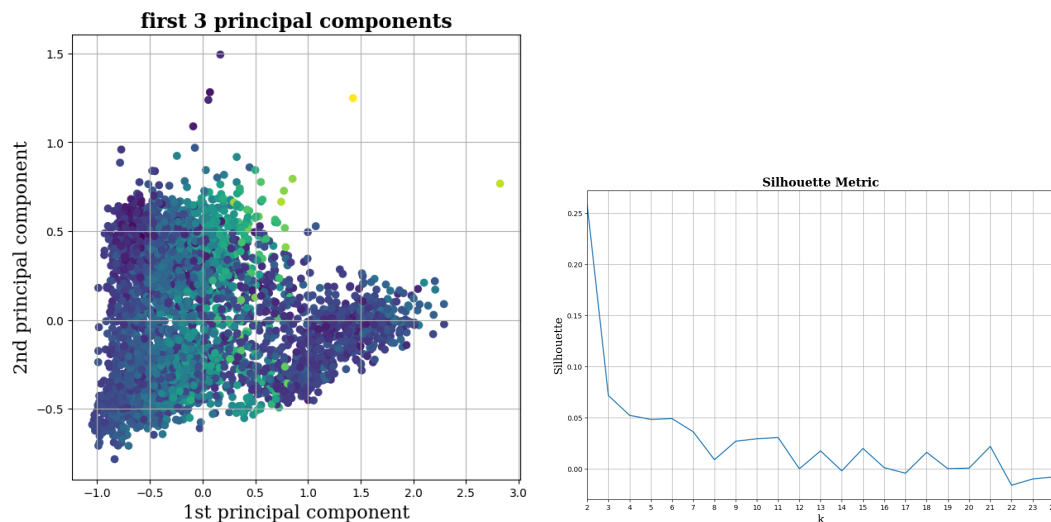 first 3 principal components
2nd principal component
1.5
1.0
0.5
0.0
−0.5
−1.0 −0.5 0.0 0.5 1.0 1.5 2.0 2.5 3.0
1st principal component
Silhouette Metric
Silhouette
0.25
0.20
0.15
0.10
0.05
0.00
2 3 4 5 6 7 8 9 10 11 12 13 14 15 16 17 18 19 20 21 22 23
k